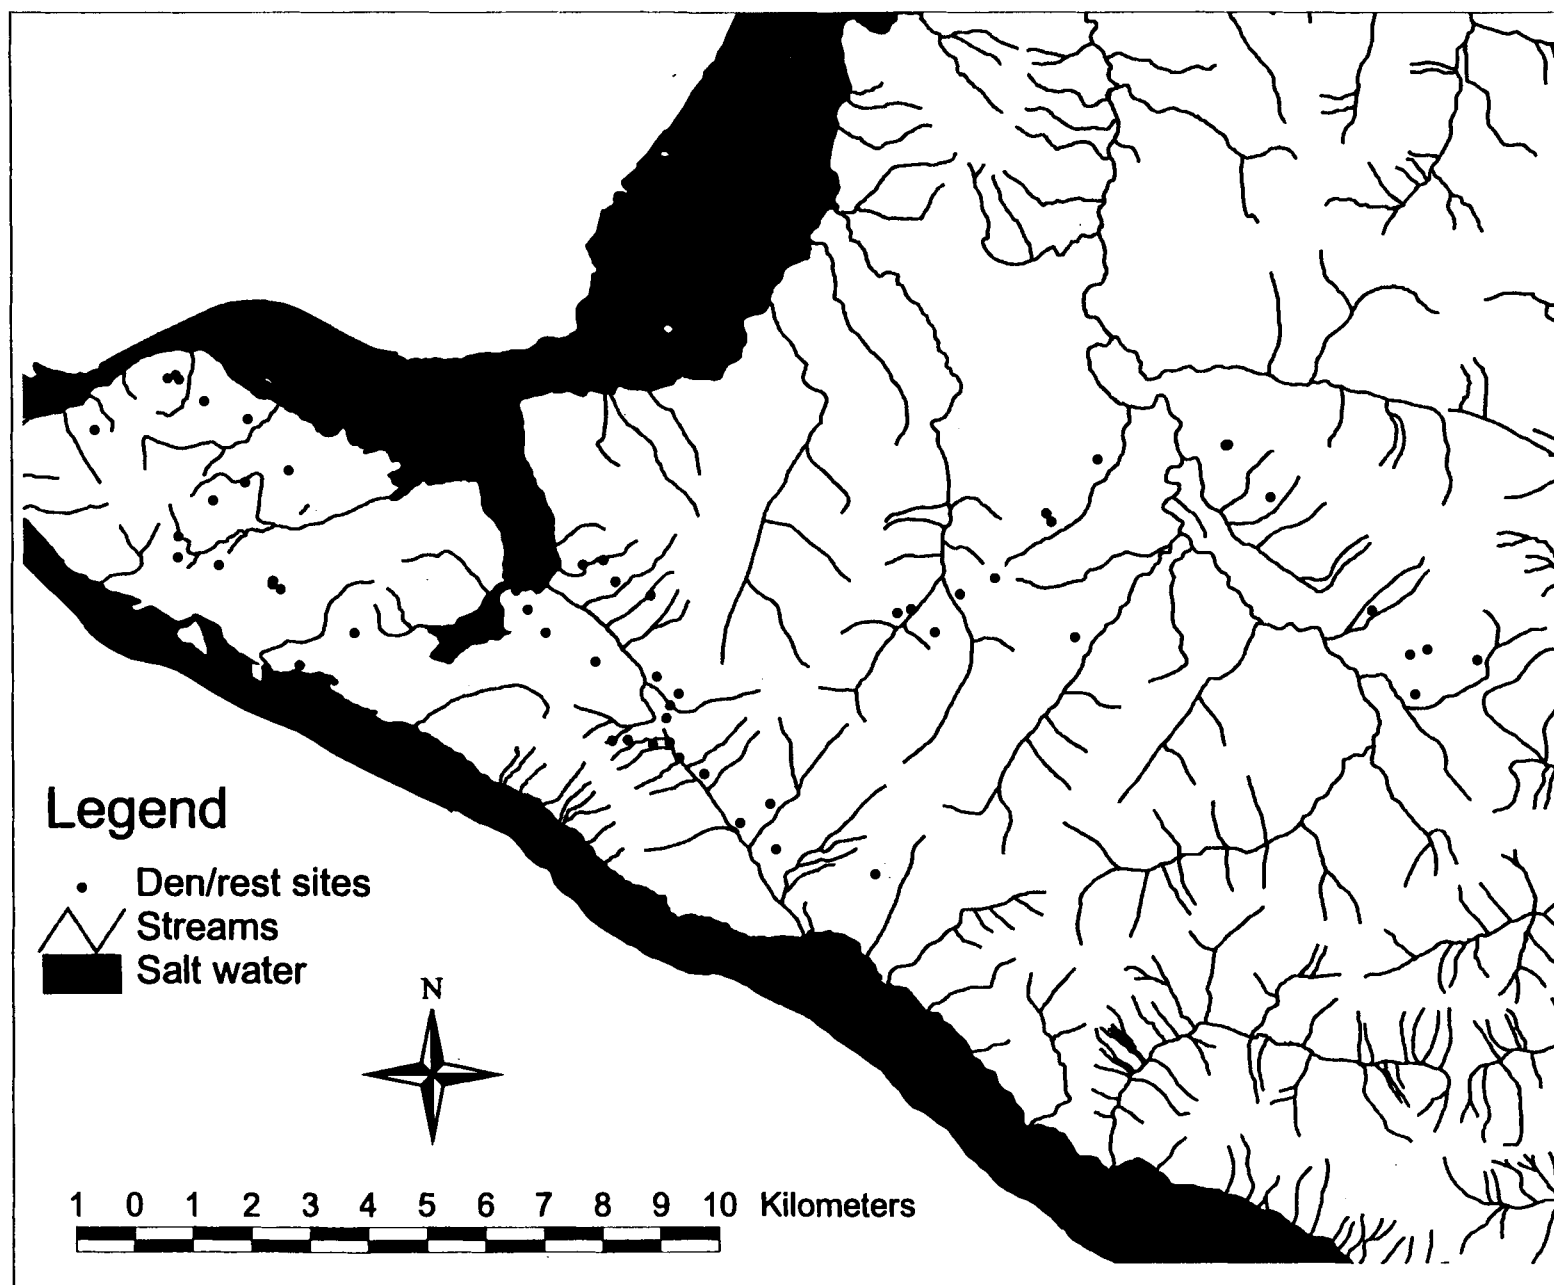 Legend
Den/rest sites
Streams
Salt water
N
1 0 1 2 3 4 5 6 7 8 9 10 Kilometers